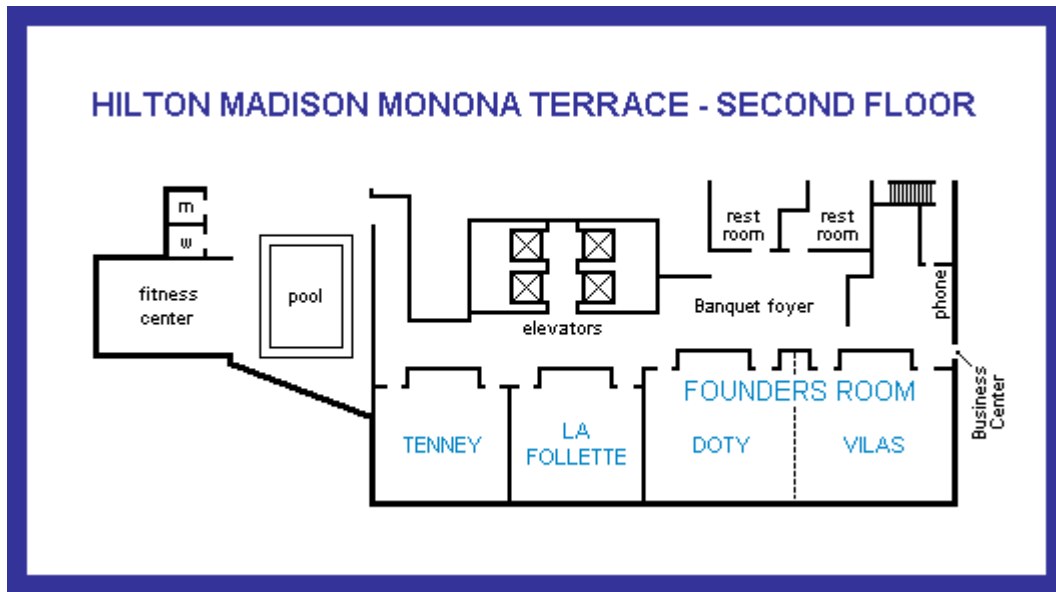 HILTON MADISON MONONA TERRACE - SECOND FLOOR
m
w
fitness
center
pool
elevators
rest
room
rest
room
Banquet foyer
phone
Business
Center
FOUNDERS ROOM
TENNEY
LA
FOLLETTE
DOTY
VILAS